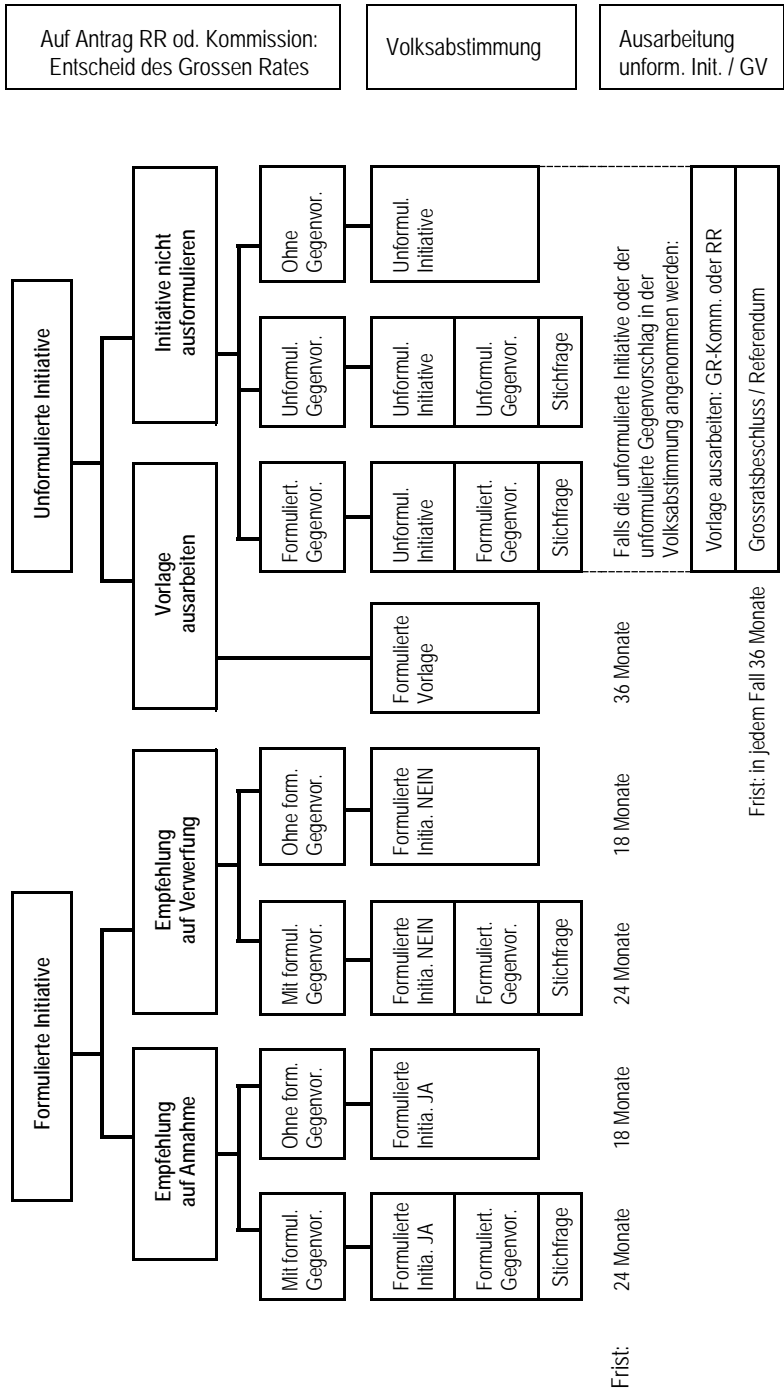 Auf Antrag RR od. Kommission:
Entscheid des Grossen Rates
Volksabstimmung
Ausarbeitung
unform. Init. / GV
Formulierte Initiative
Unformulierte Initiative
Empfehlung
auf Annahme
Empfehlung
auf Verwerfung
Vorlage
ausarbeiten
Initiative nicht
ausformulieren
Mit formul.
Gegenvor.
Ohne form.
Gegenvor.
Mit formul.
Gegenvor.
Ohne form.
Gegenvor.
Formuliert.
Gegenvor.
Unformul.
Gegenvor.
Ohne
Gegenvor.
Formulierte
Initia. JA
Formuliert.
Gegenvor.
Stichfrage
Formulierte
Initia. JA
Formulierte
Initia. NEIN
Formuliert.
Gegenvor.
Stichfrage
Formulierte
Initia. NEIN
Formulierte
Vorlage
Unformul.
Initiative
Formuliert.
Gegenvor.
Stichfrage
Unformul.
Initiative
Unformul.
Gegenvor.
Stichfrage
Unformul.
Initiative
Frist:
24 Monate
18 Monate
24 Monate
18 Monate
36 Monate
Falls die unformulierte Initiative oder der
unformulierte Gegenvorschlag in der
Volksabstimmung angenommen werden:
Vorlage ausarbeiten: GR-Komm. oder RR
Grossratsbeschluss / Referendum
Frist: in jedem Fall 36 Monate